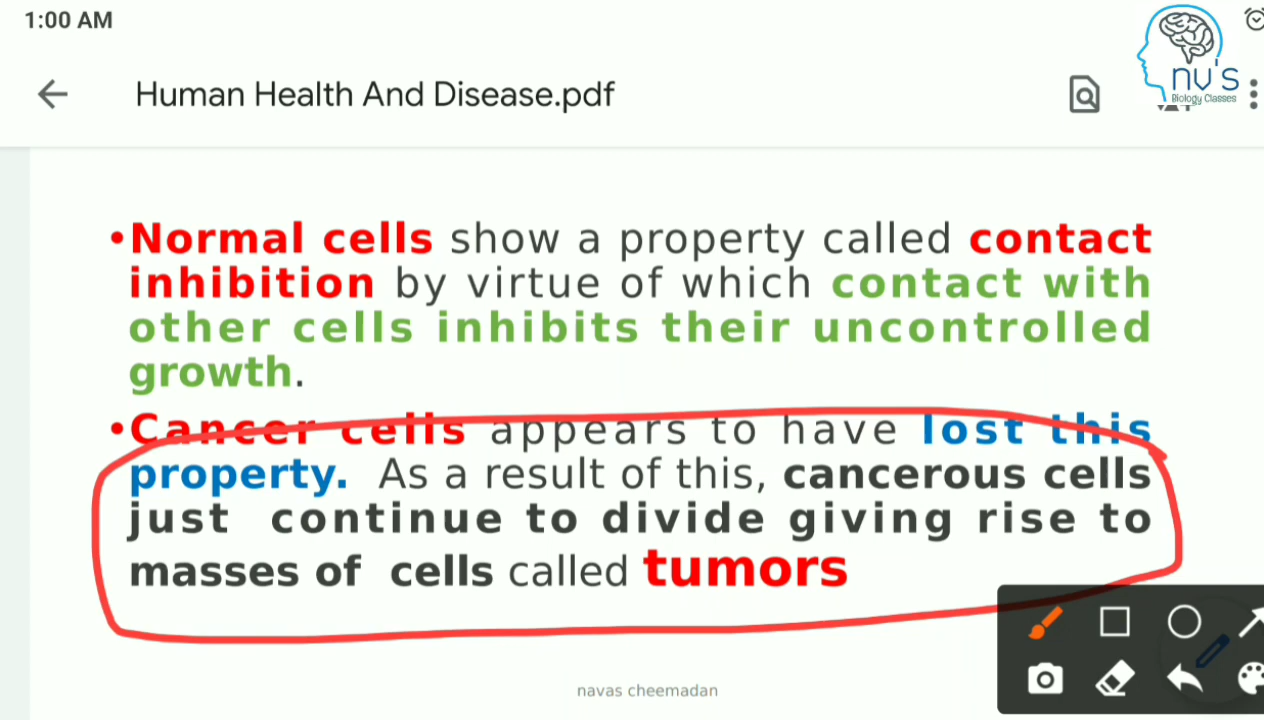 1:00 AM
nv's
Biology Classes
Human Health And Disease.pdf
•Normal cells show a property called contact
inhibition by virtue of which contact with
other cells inhibits their uncontrolled
growth.
•Cancer cells appears to have lost this
property. As a result of this, cancerous cells
just continue to divide giving rise to
masses of cells called tumors
navas cheemadan